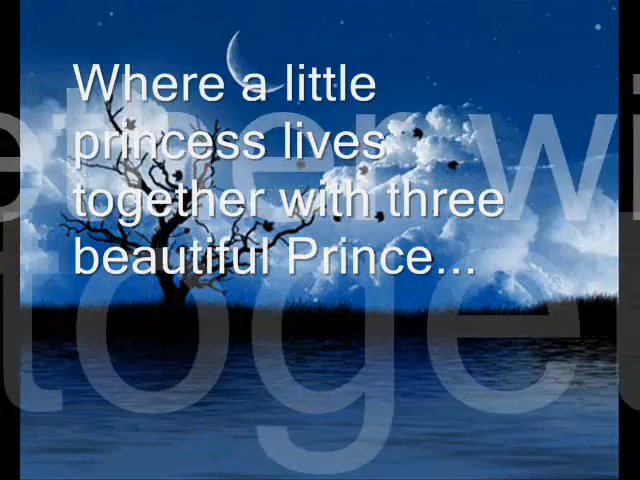 Where a little
princess lives
together with three
beautiful Prince...